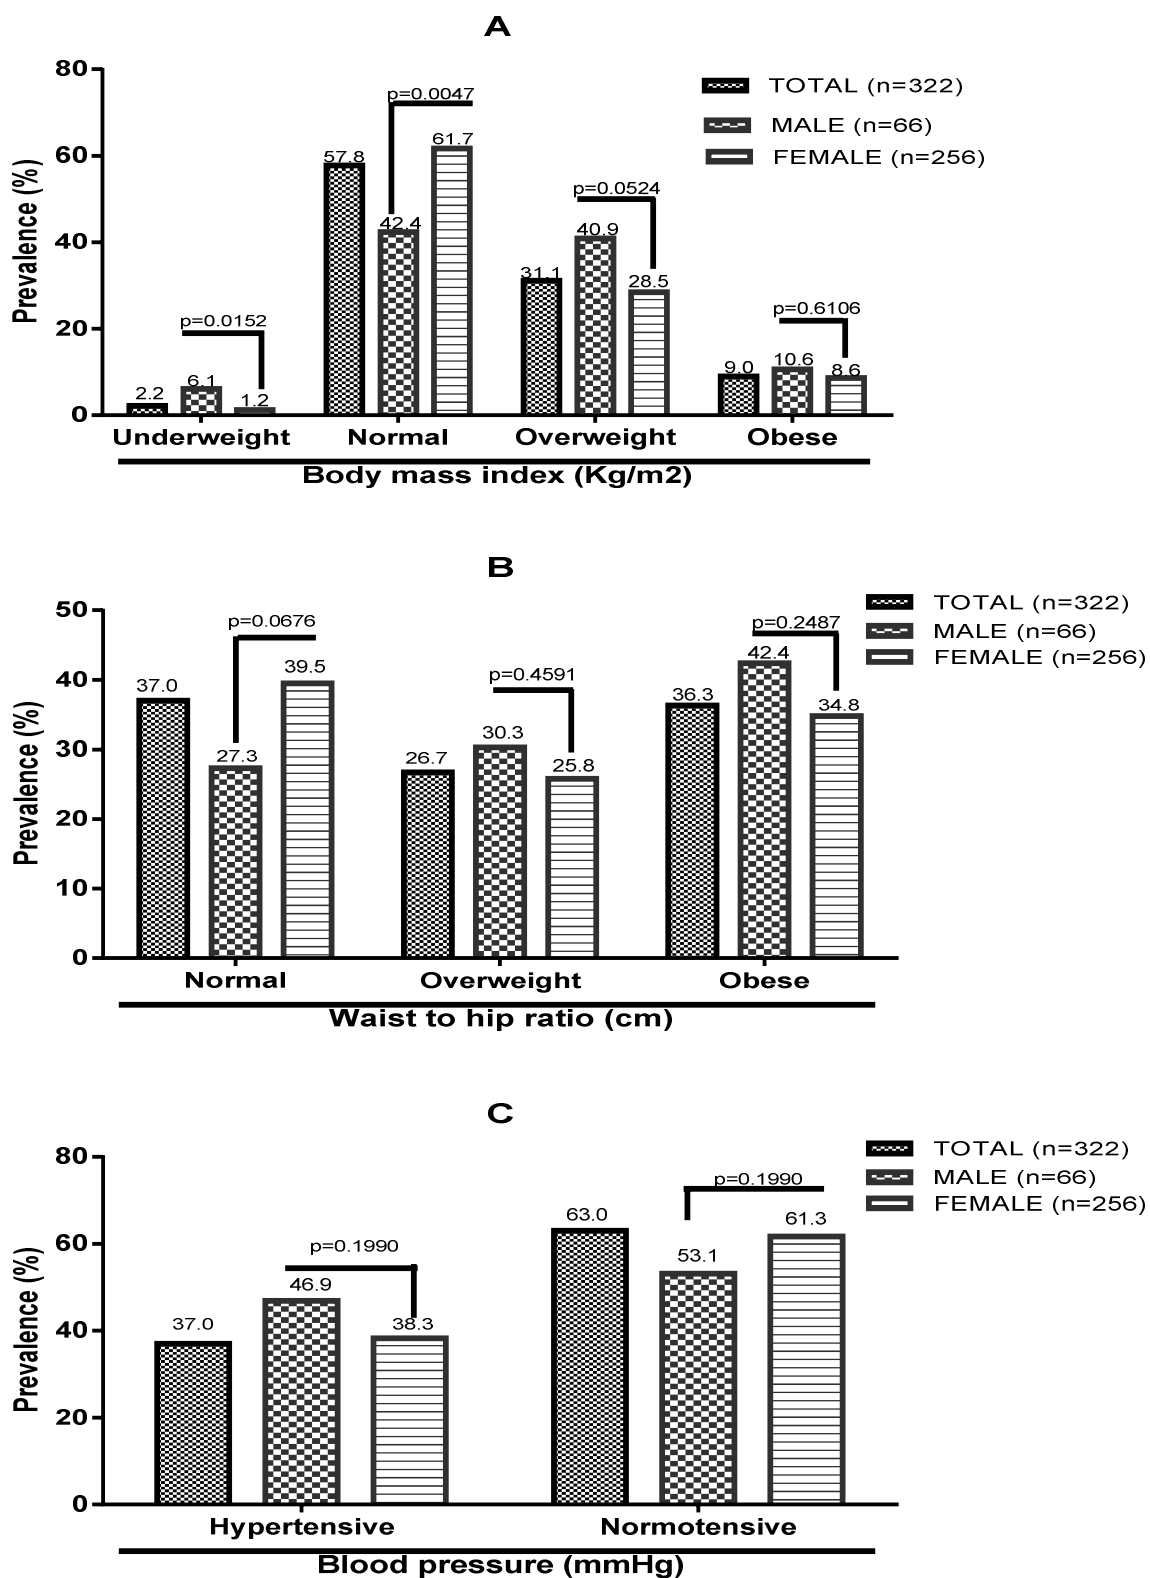 A
80
60
40
20
0
Prevalence (%)
TOTAL (n=322)
MALE (n=66)
FEMALE (n=256)
p=0.0152
p=0.0047
p=0.0524
p=0.6106
2.2
6.1
1.2
57.8
42.4
61.7
31.1
40.9
28.5
9.0
10.6
8.6
Underweight Normal Overweight Obese
Body mass index (Kg/m2)
B
50
40
30
20
10
0
Prevalence (%)
TOTAL (n=322)
MALE (n=66)
FEMALE (n=256)
p=0.0676
p=0.4591
p=0.2487
37.0
27.3
39.5
26.7
30.3
25.8
36.3
42.4
34.8
Normal Overweight Obese
Waist to hip ratio (cm)
C
80
60
40
20
0
Prevalence (%)
TOTAL (n=322)
MALE (n=66)
FEMALE (n=256)
p=0.1990
p=0.1990
37.0
46.9
38.3
63.0
53.1
61.3
Hypertensive Normotensive
Blood pressure (mmHg)